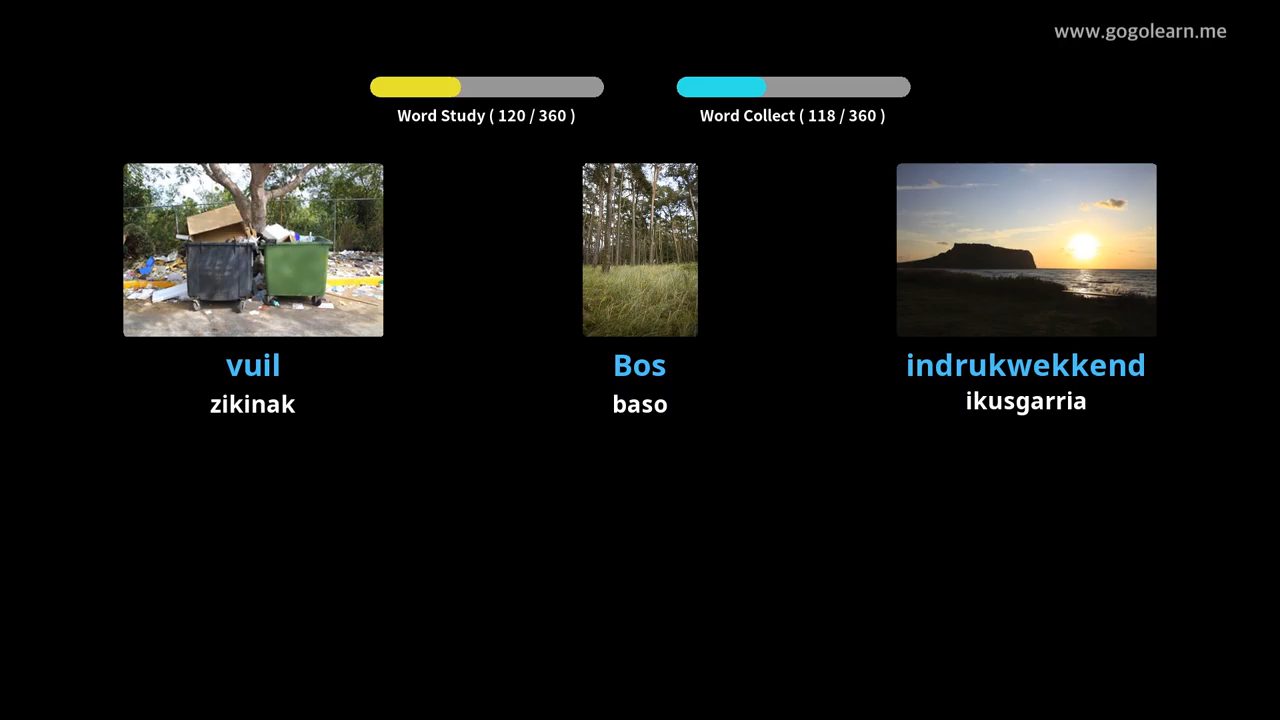 www.gogolearn.me
Word Study ( 120 / 360 )
Word Collect ( 118 / 360 )
vuil
Bos
indrukwekkend
zikinak
baso
ikusgarria